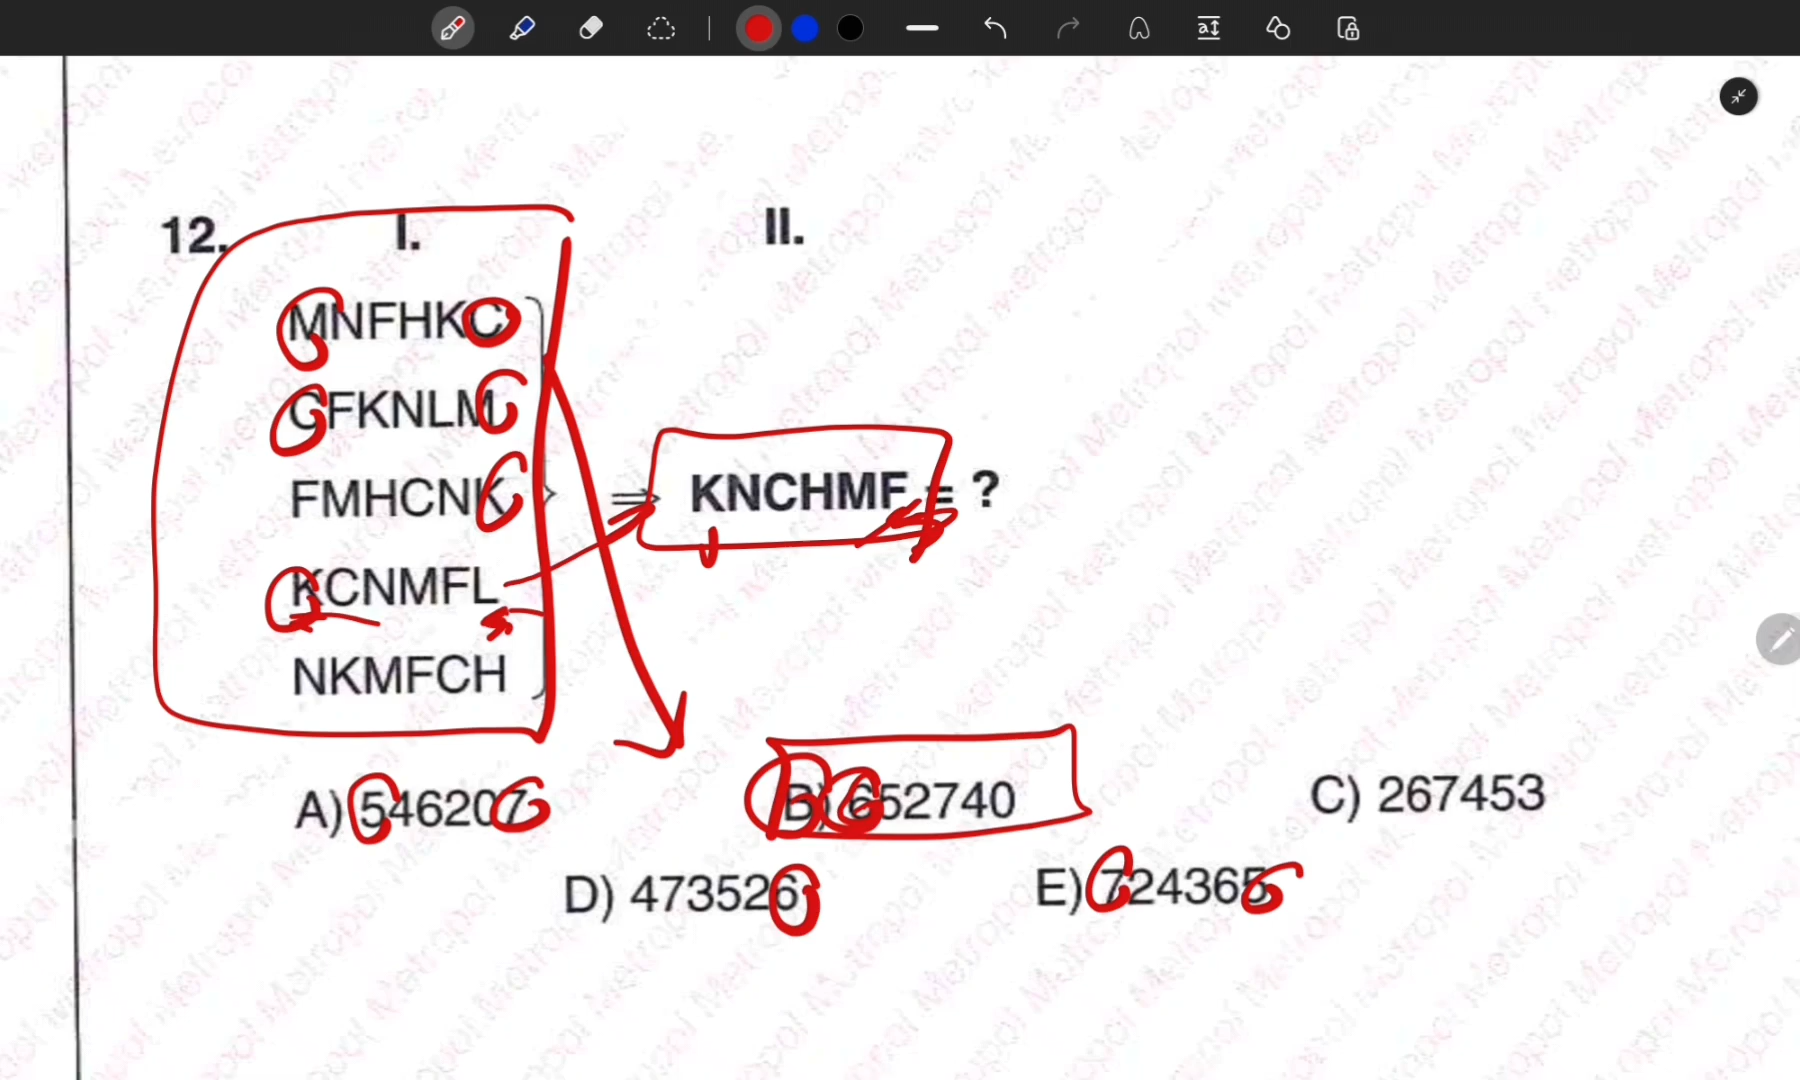 12. I. II.
MNFHKC
CFKNLM
FMHCNK
⇒ KNCHMF = ?
KCNMFL
NKMFCH
A) 546207 B) 652740 C) 267453
D) 473526 E) 724365